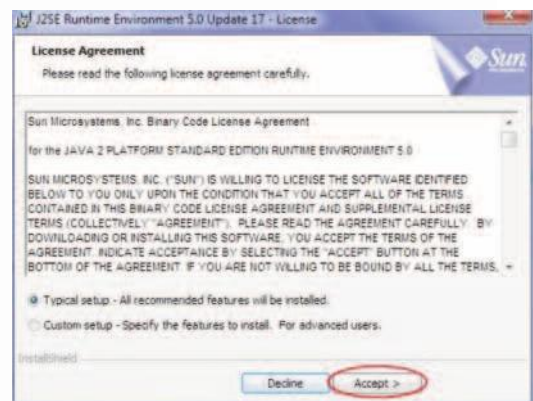 J2SE Runtime Environment 5.0 Update 17 - License
License Agreement
Please read the following license agreement carefully.
Sun
Sun Microsystems, Inc. Binary Code License Agreement
for the JAVA 2 PLATFORM STANDARD EDITION RUNTIME ENVIRONMENT 5.0
SUN MICROSYSTEMS, INC. ("SUN") IS WILLING TO LICENSE THE SOFTWARE IDENTIFIED
BELOW TO YOU ONLY UPON THE CONDITION THAT YOU ACCEPT ALL OF THE TERMS
CONTAINED IN THIS BINARY CODE LICENSE AGREEMENT AND SUPPLEMENTAL LICENSE
TERMS (COLLECTIVELY "AGREEMENT"). PLEASE READ THE AGREEMENT CAREFULLY. BY
DOWNLOADING OR INSTALLING THIS SOFTWARE, YOU ACCEPT THE TERMS OF THE
AGREEMENT. INDICATE ACCEPTANCE BY SELECTING THE "ACCEPT" BUTTON AT THE
BOTTOM OF THE AGREEMENT. IF YOU ARE NOT WILLING TO BE BOUND BY ALL THE TERMS,
Typical setup - All recommended features will be installed.
Custom setup - Specify the features to install. For advanced users.
InstallShield
Decline
Accept >